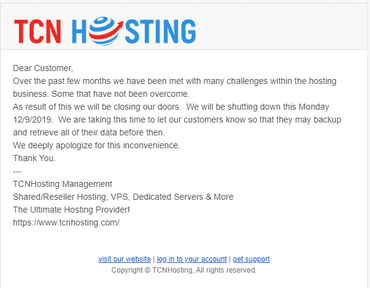 TCN HOSTING
Dear Customer,
Over the past few months we have been met with many challenges within the hosting
business. Some that have not been overcome.
As result of this we will be closing our doors.  We will be shutting down this Monday
12/9/2019.  We are taking this time to let our customers know so that they may backup
and retrieve all of their data before then.
We deeply apologize for this inconvenience.
Thank You.
---
TCNHosting Management
Shared/Reseller Hosting, VPS, Dedicated Servers & More
The Ultimate Hosting Provider!
https://www.tcnhosting.com/
visit our website | log in to your account | get support
Copyright © TCNHosting, All rights reserved.